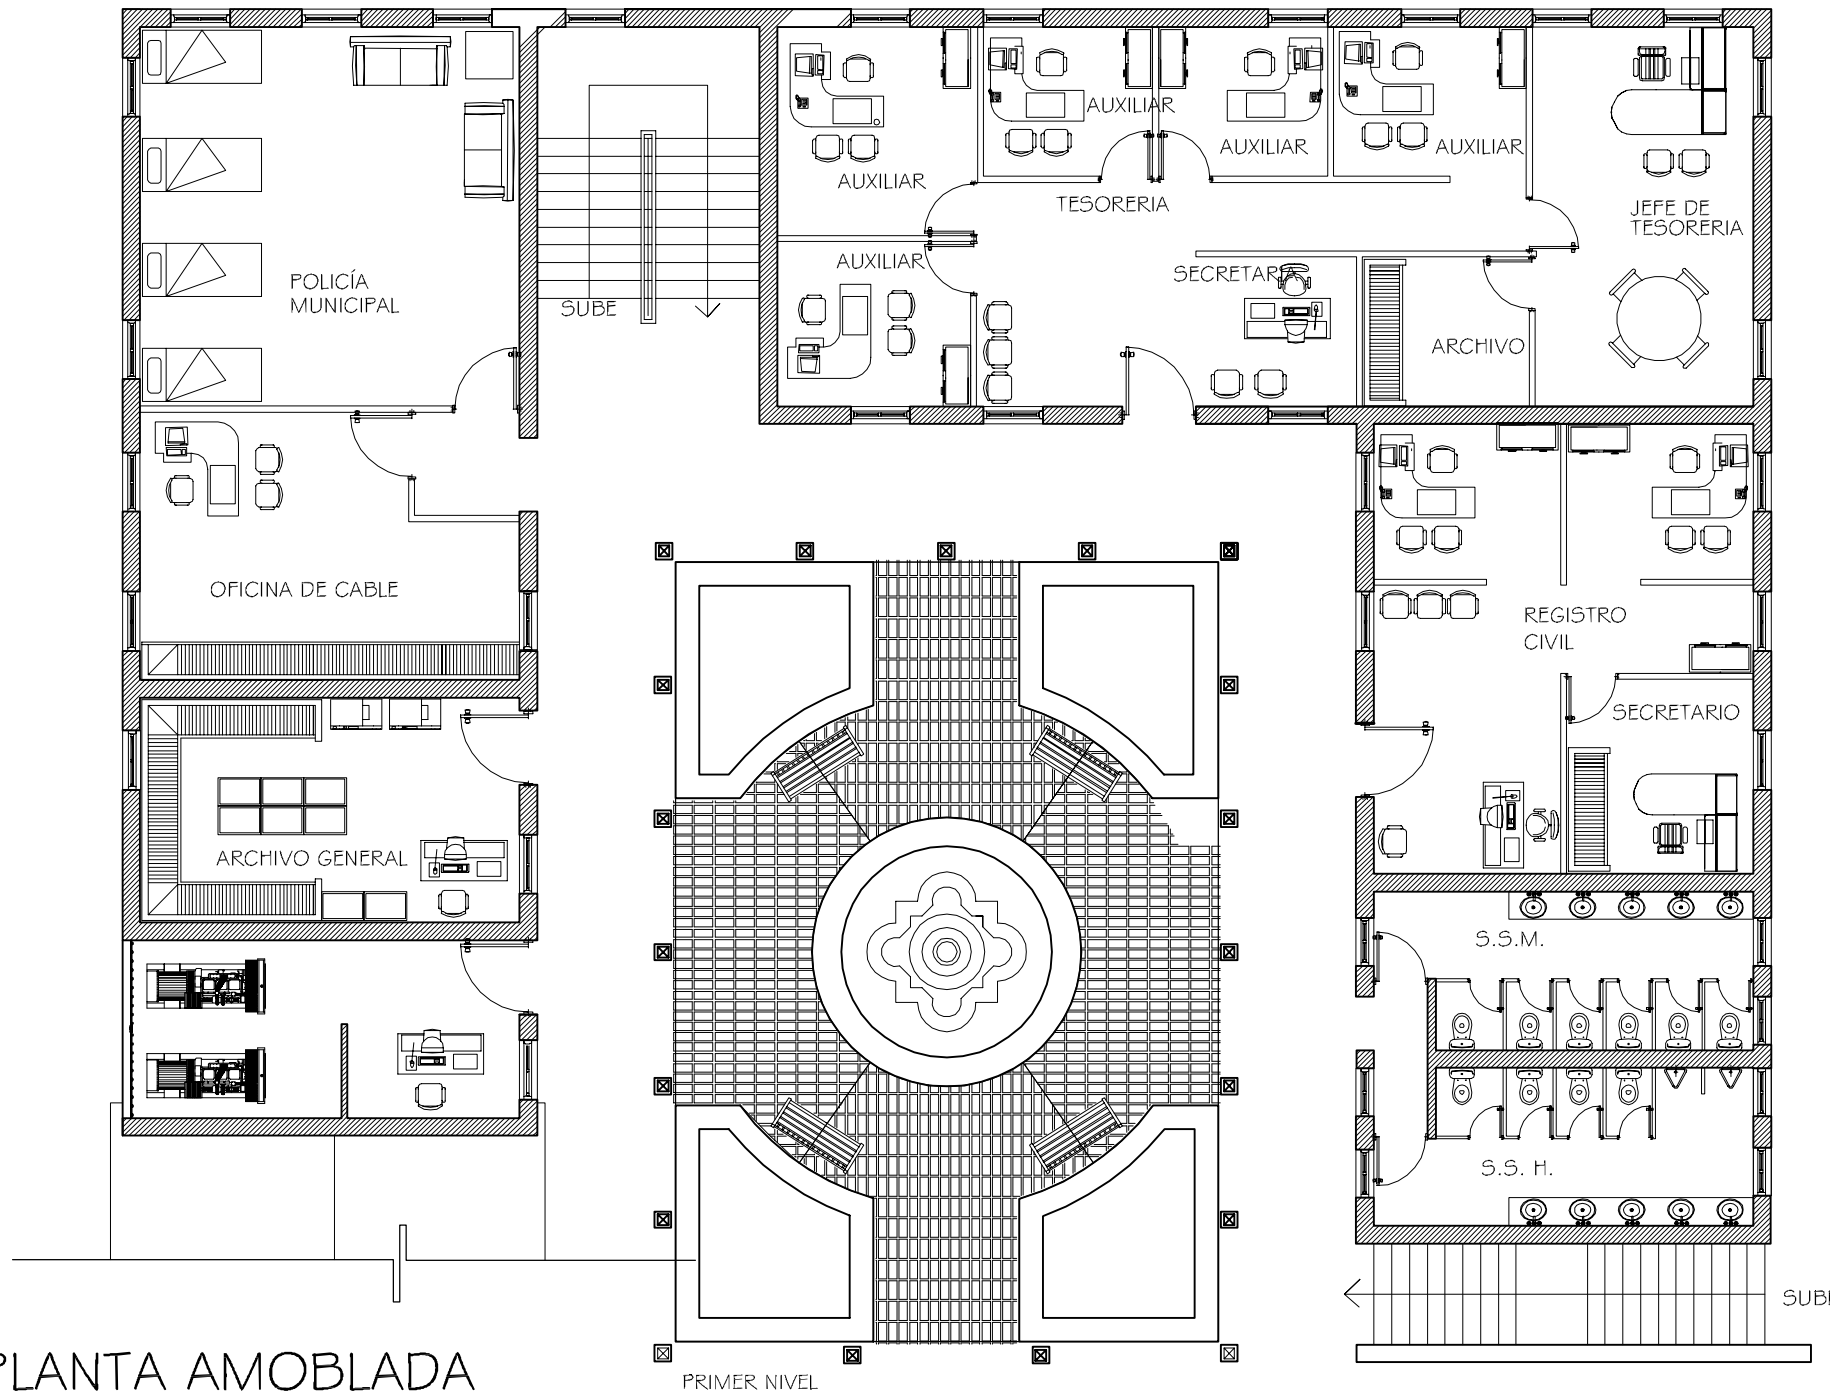 AUXILIAR
AUXILIAR
AUXILIAR
AUXILIAR
TESORERIA
JEFE DE
TESORERIA
AUXILIAR
SECRETARIA
POLICÍA
MUNICIPAL
SUBE
ARCHIVO
OFICINA DE CABLE
REGISTRO
CIVIL
SECRETARIO
ARCHIVO GENERAL
S.S.M.
S.S. H.
SUBE
PLANTA AMOBLADA
PRIMER NIVEL